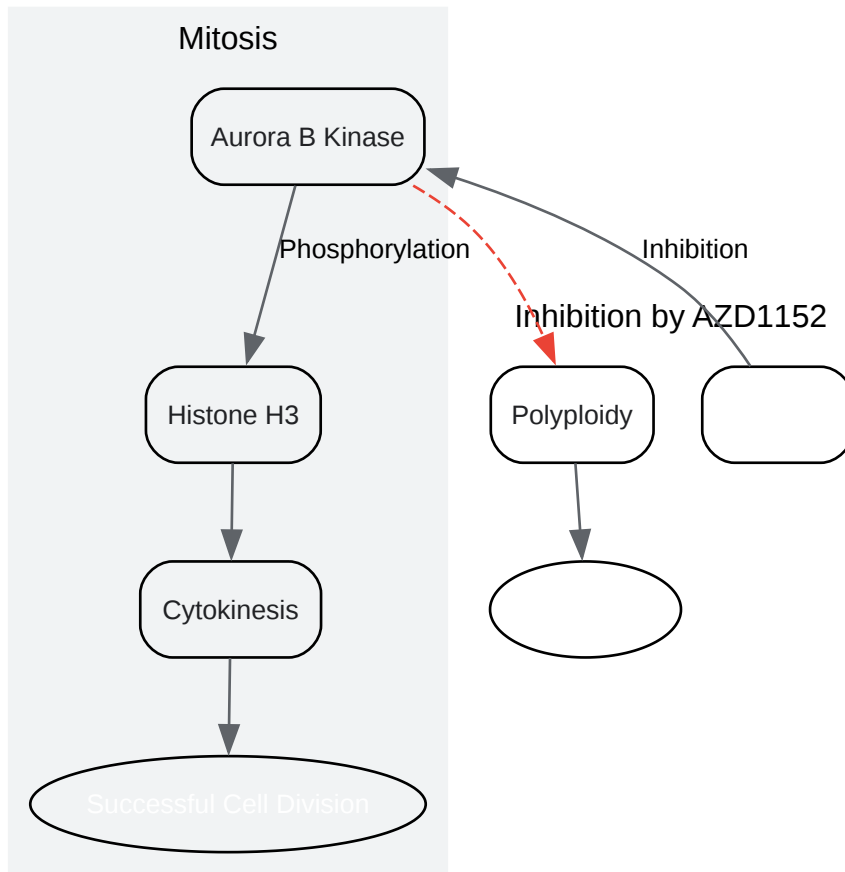 Mitosis
Aurora B Kinase
Phosphorylation
Inhibition
Inhibition by AZD1152
Histone H3
Polyploidy
Cytokinesis
Successful Cell Division